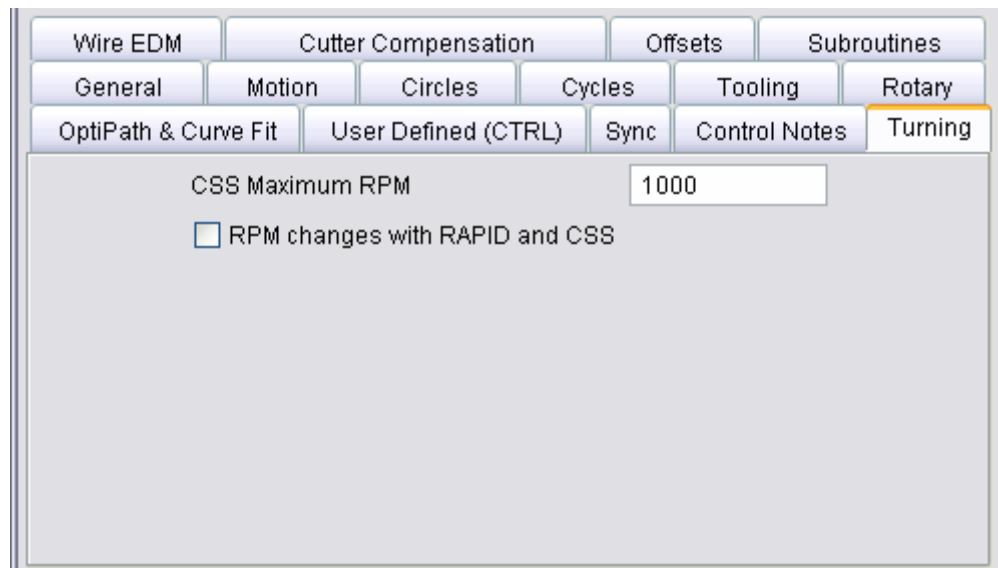 Wire EDM Cutter Compensation Offsets Subroutines
General Motion Circles Cycles Tooling Rotary
OptiPath & Curve Fit User Defined (CTRL) Sync Control Notes Turning
CSS Maximum RPM 1000
RPM changes with RAPID and CSS